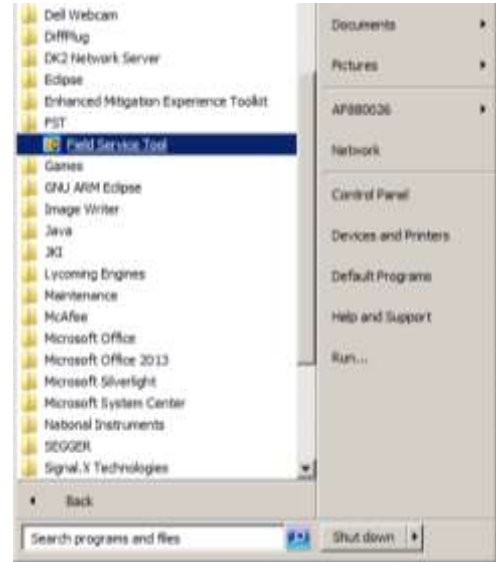 Dell Webcam
DiffPlug
DK2 Network Server
Eclipse
Enhanced Mitigation Experience Toolkit
FST
Field Service Tool
Games
GNU ARM Eclipse
Image Writer
Java
JKI
Lycoming Engines
Maintenance
McAfee
Microsoft Office
Microsoft Office 2013
Microsoft Silverlight
Microsoft System Center
National Instruments
SEGGER
Signal.X Technologies
Back
Search programs and files
Documents
Pictures
AF880026
Network
Control Panel
Devices and Printers
Default Programs
Help and Support
Run...
Shut down